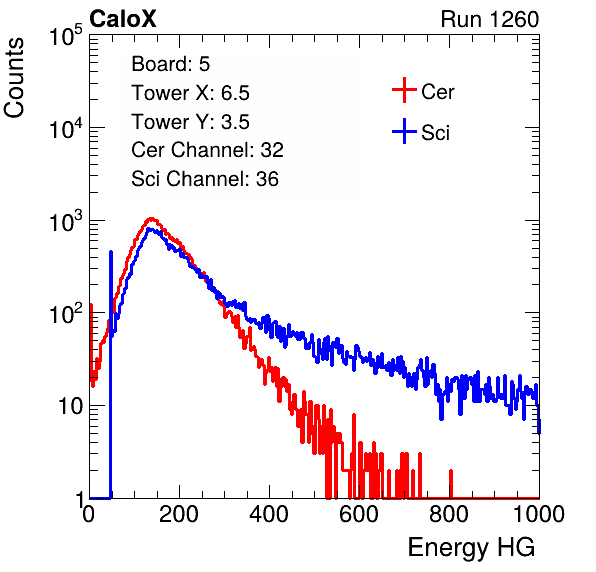 CaloX Run 1260
Counts
Board: 5
Tower X: 6.5
Tower Y: 3.5
Cer Channel: 32
Sci Channel: 36
Cer
Sci
10^5
10^4
10^3
10^2
10
1
0 200 400 600 800 1000
Energy HG